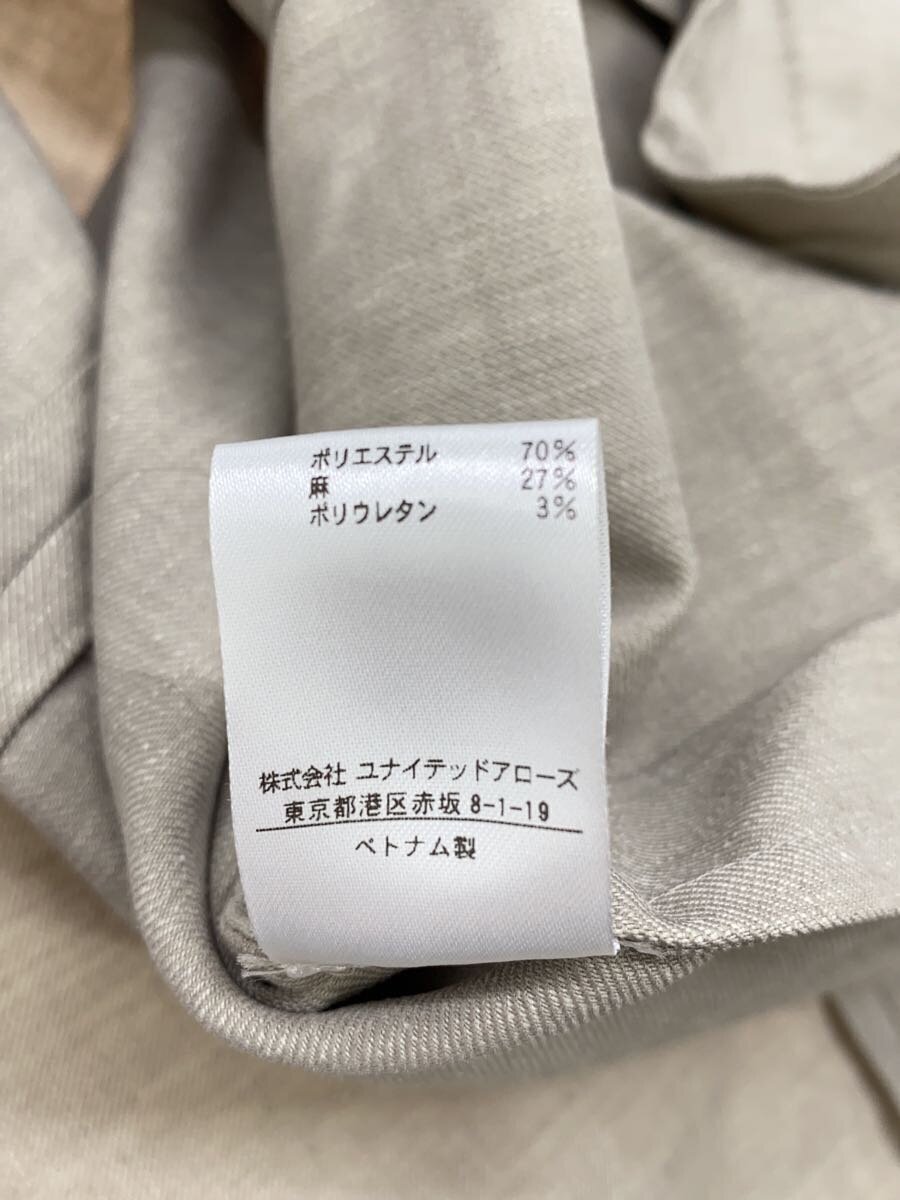 ポリエステル 70%
麻 27%
ポリウレタン 3%
株式会社 ユナイテッドアローズ
東京都港区赤坂 8-1-19
ベトナム製